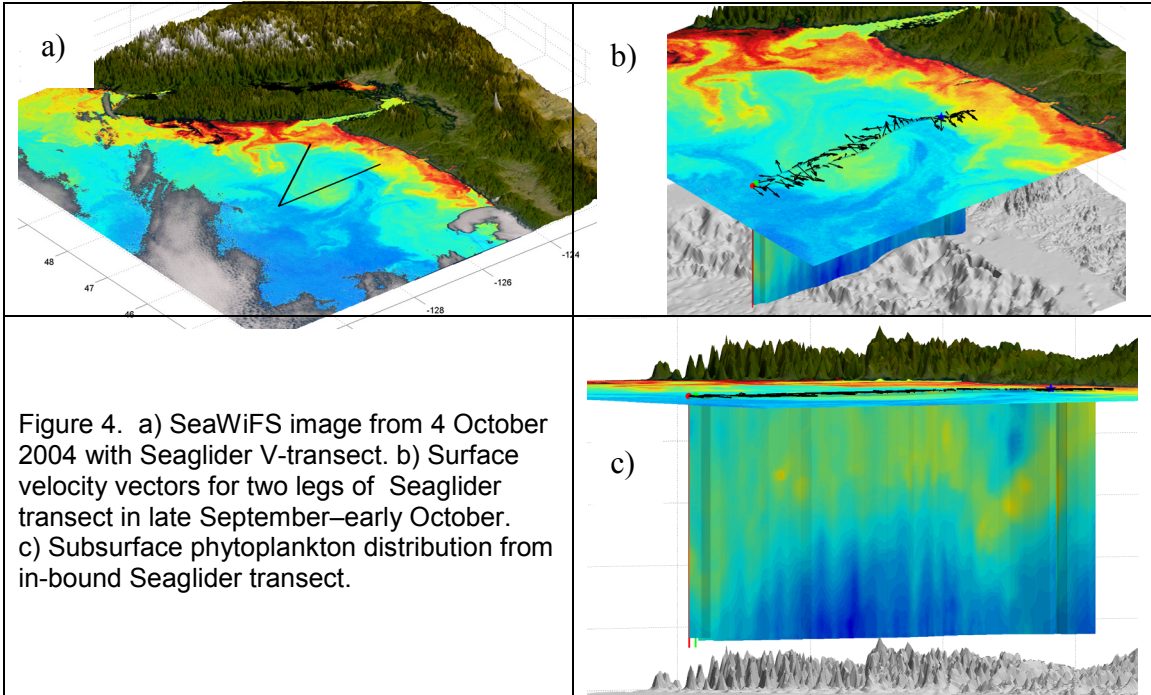 a)
48
47
46
-128
-126
-124
b)
Figure 4. a) SeaWiFS image from 4 October
2004 with Seaglider V-transect. b) Surface
velocity vectors for two legs of Seaglider
transect in late September–early October.
c) Subsurface phytoplankton distribution from
in-bound Seaglider transect.
c)